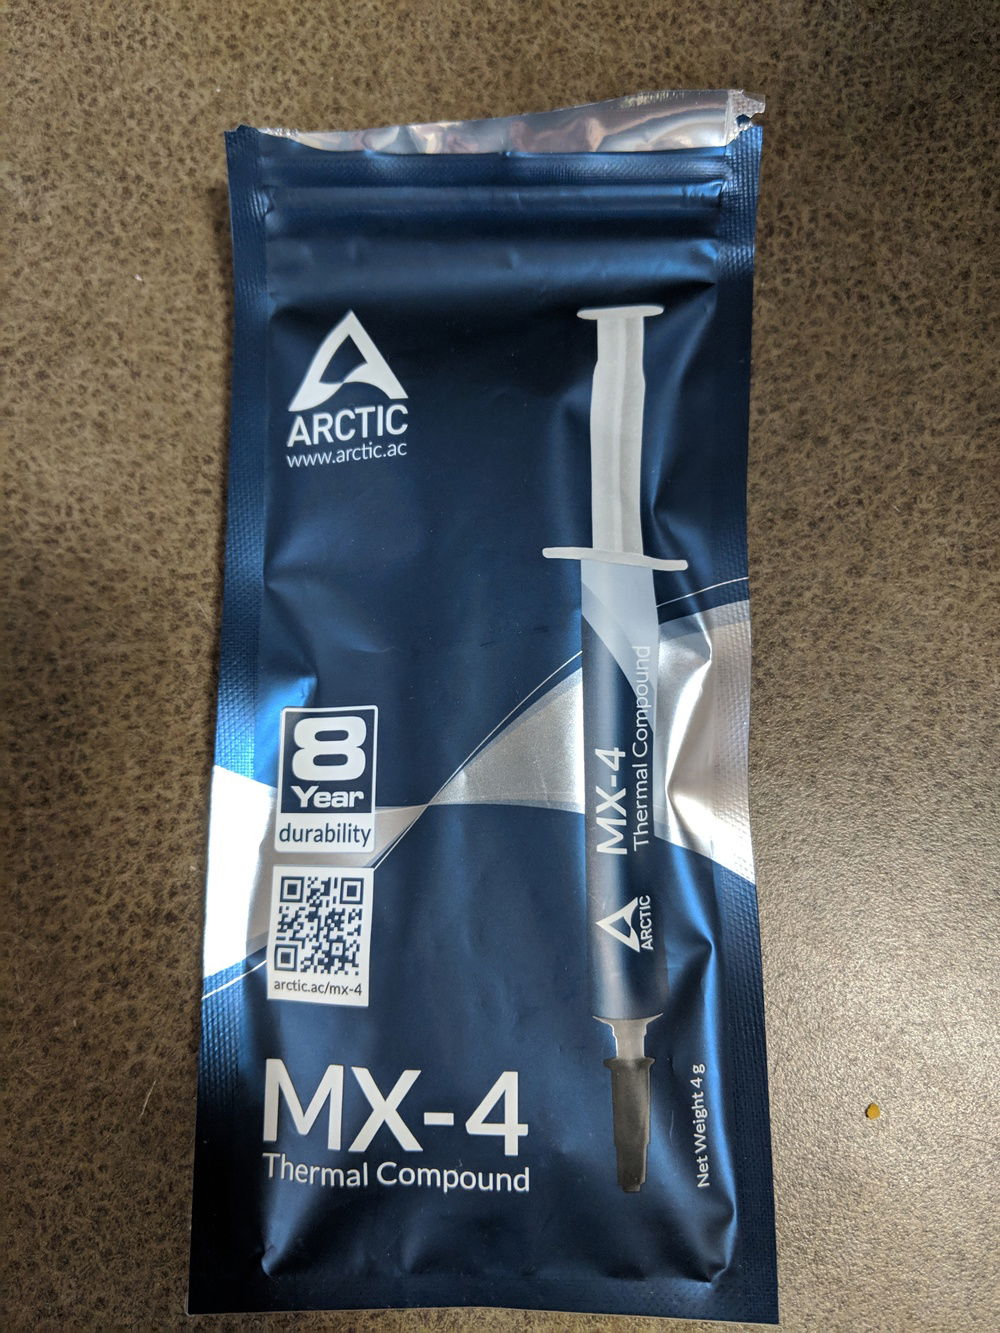 ARCTIC
www.arctic.ac
MX-4
Thermal Compound
ARCTIC
8
Year
durability
arctic.ac/mx-4
MX-4
Thermal Compound
Net Weight 4 g